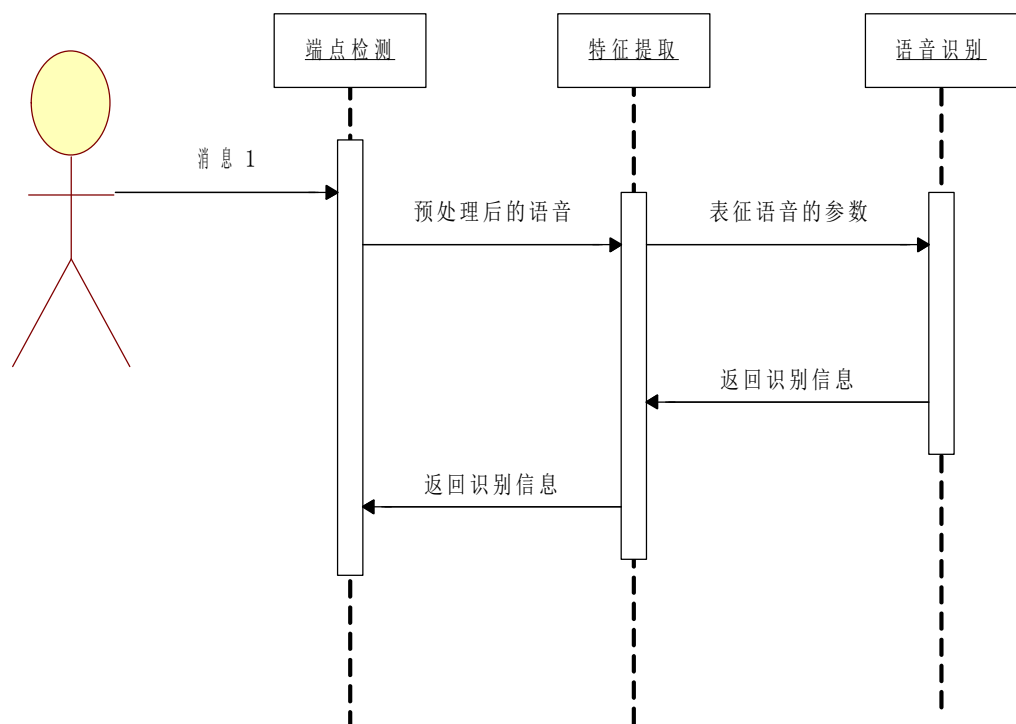 端点检测
特征提取
语音识别
消息 1
预处理后的语音
表征语音的参数
返回识别信息
返回识别信息